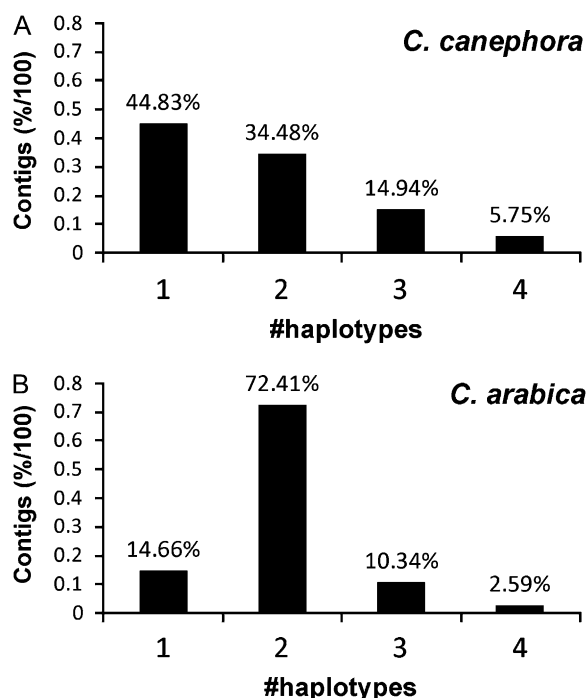 A
C. canephora
Contigs (%/100)
0.8
0.7
0.6
0.5
0.4
0.3
0.2
0.1
0
44.83%
34.48%
14.94%
5.75%
1 2 3 4
#haplotypes
B
C. arabica
Contigs (%/100)
0.8
0.7
0.6
0.5
0.4
0.3
0.2
0.1
0
14.66%
72.41%
10.34%
2.59%
1 2 3 4
#haplotypes